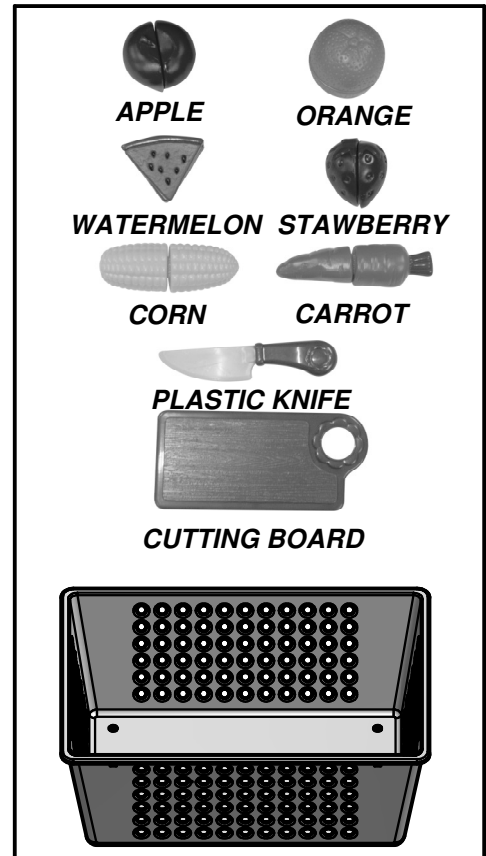 APPLE
ORANGE
WATERMELON
STAWBERRY
CORN
CARROT
PLASTIC KNIFE
CUTTING BOARD